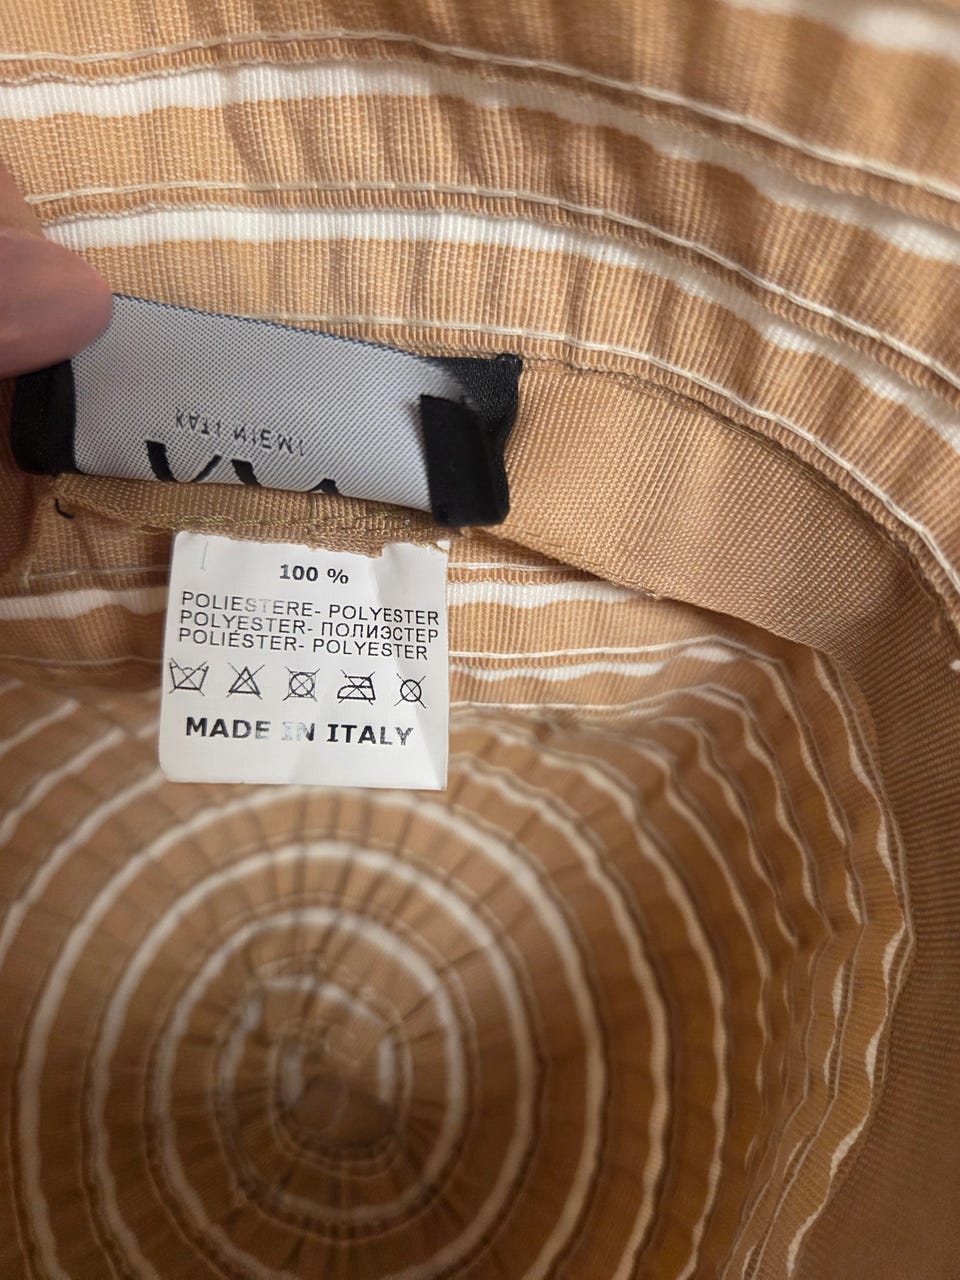 100 %
POLIESTERE- POLYESTER
POLYESTER- ПОЛИЭСТЕР
POLIÉSTER- POLYESTER
MADE IN ITALY